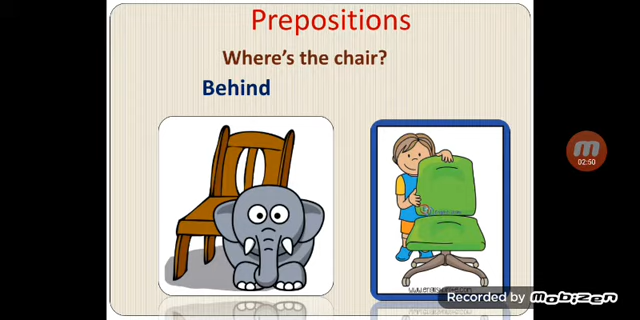 Prepositions
Where's the chair?
Behind
02:50
Recorded by mobizen